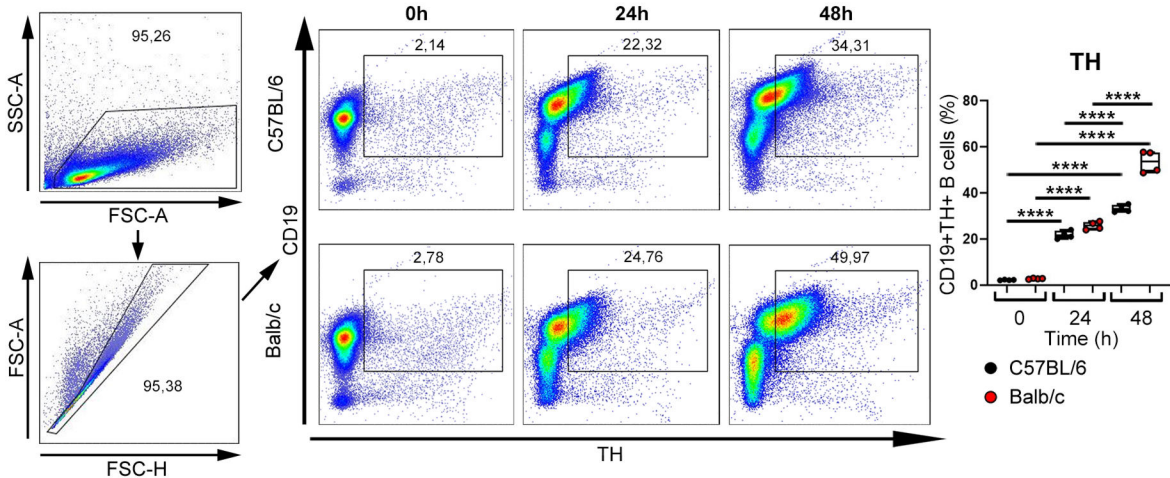 95,26
SSC-A
FSC-A
FSC-A
95,38
FSC-H
0h
24h
48h
CD19
C57BL/6
2,14
22,32
34,31
Balb/c
2,78
24,76
49,97
TH
TH
CD19+TH+ B cells (/%)
80
60
40
20
0
****
****
****
****
****
****
0
24
48
Time (h)
C57BL/6
Balb/c